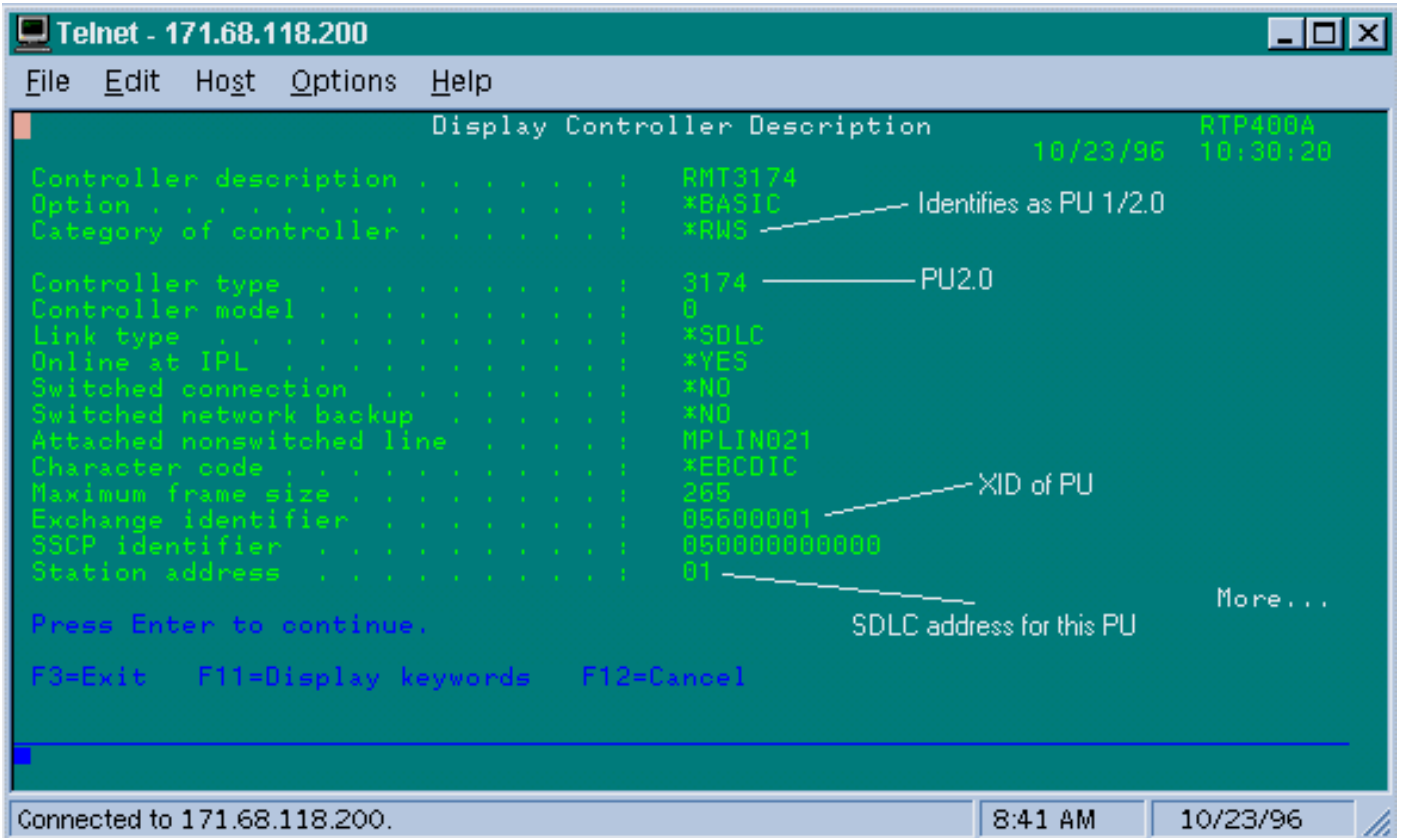 Telnet - 171.68.118.200
File Edit Host Options Help
Display Controller Description RTP400A
10/23/96 10:30:20
Controller description . . . . . . : RMT3174
Option . . . . . . . . . . . . . . : *BASIC
Identifies as PU 1/2.0
Category of controller . . . . . . : *RWS
Controller type . . . . . . . . . : 3174
PU2.0
Controller model . . . . . . . . . : 0
Link type . . . . . . . . . . . . : *SDLC
Online at IPL . . . . . . . . . . : *YES
Switched connection . . . . . . . : *NO
Switched network backup . . . . . : *NO
Attached nonswitched line . . . . : MPLIN021
Character code . . . . . . . . . . : *EBCDIC
Maximum frame size . . . . . . . . : 265
XID of PU
Exchange identifier . . . . . . . : 05600001
SSCP identifier . . . . . . . . . : 050000000000
Station address . . . . . . . . . : 01
More...
Press Enter to continue.
SDLC address for this PU
F3=Exit F11=Display keywords F12=Cancel
Connected to 171.68.118.200. 8:41 AM 10/23/96